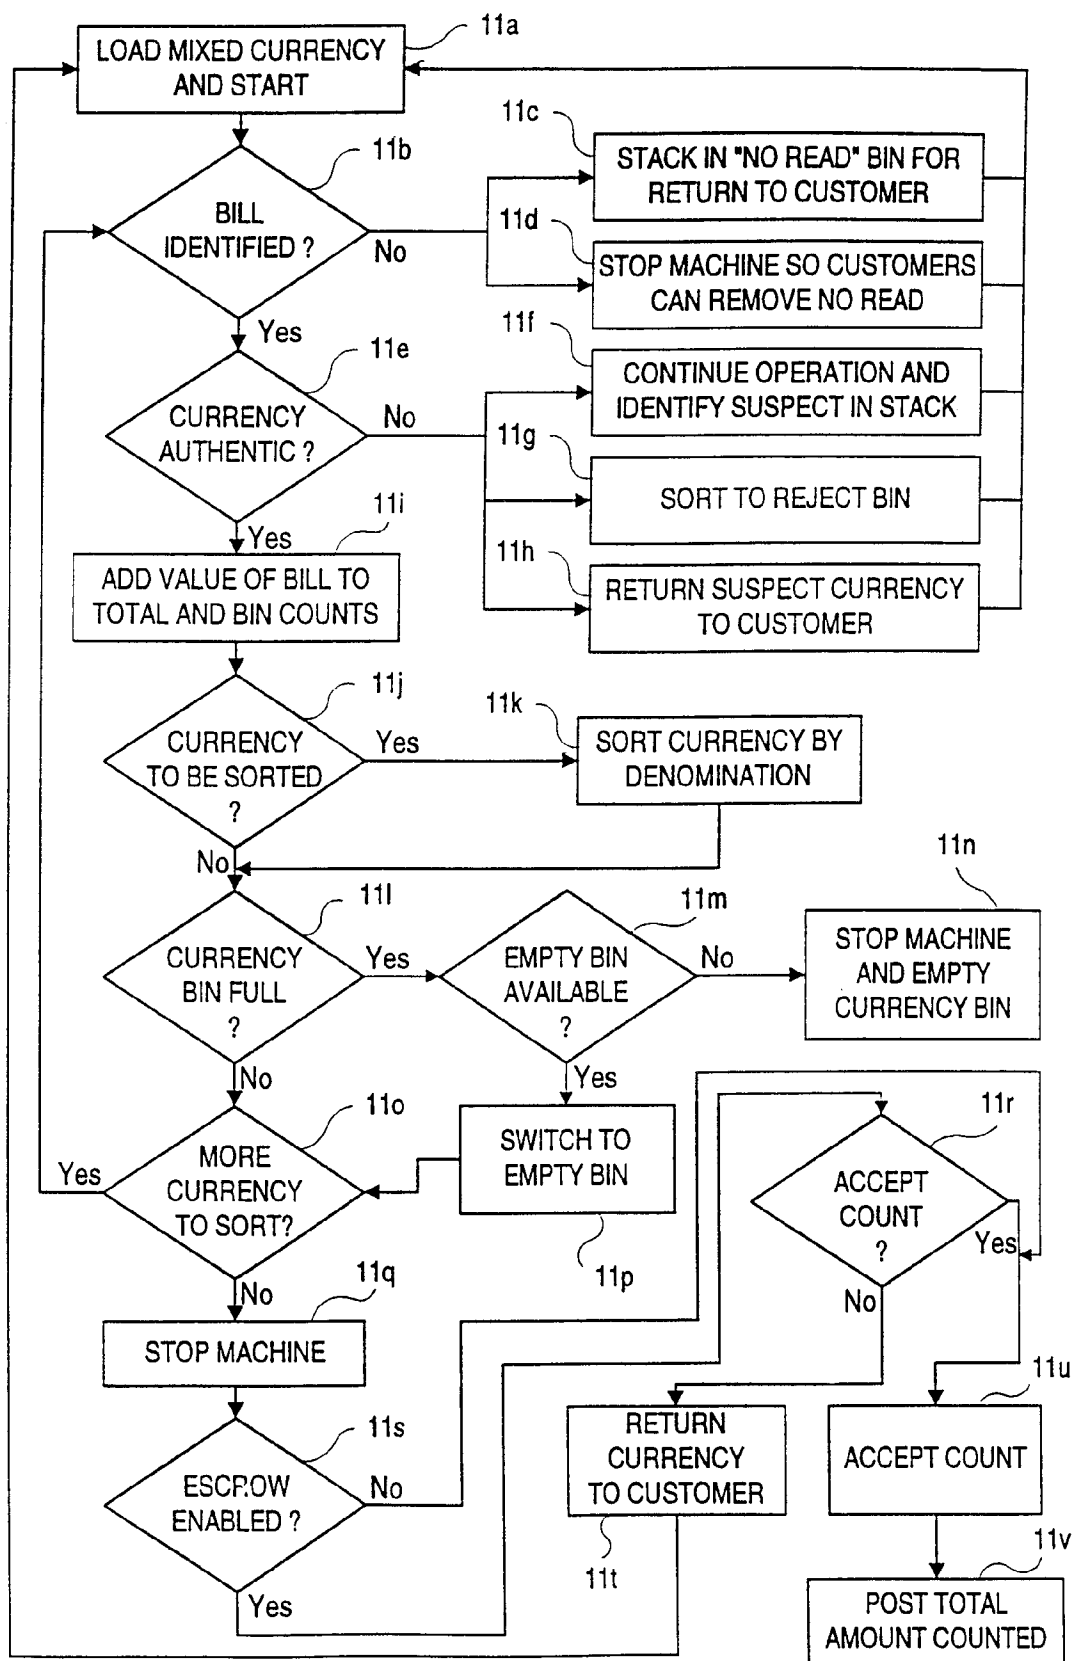 11a
LOAD MIXED CURRENCY
AND START
11b
BILL
IDENTIFIED ?
No
Yes
11c
STACK IN "NO READ" BIN FOR
RETURN TO CUSTOMER
11d
STOP MACHINE SO CUSTOMERS
CAN REMOVE NO READ
11e
CURRENCY
AUTHENTIC ?
No
Yes
11f
CONTINUE OPERATION AND
IDENTIFY SUSPECT IN STACK
11g
SORT TO REJECT BIN
11h
RETURN SUSPECT CURRENCY
TO CUSTOMER
11i
ADD VALUE OF BILL TO
TOTAL AND BIN COUNTS
11j
CURRENCY
TO BE SORTED
?
Yes
No
11k
SORT CURRENCY BY
DENOMINATION
11l
CURRENCY
BIN FULL
?
Yes
No
11m
EMPTY BIN
AVAILABLE
?
No
Yes
11n
STOP MACHINE
AND EMPTY
CURRENCY BIN
11o
MORE
CURRENCY
TO SORT?
Yes
No
SWITCH TO
EMPTY BIN
11p
11r
ACCEPT
COUNT
?
Yes
No
11q
STOP MACHINE
11s
ESCROW
ENABLED ?
No
Yes
RETURN
CURRENCY
TO CUSTOMER
11t
11u
ACCEPT COUNT
11v
POST TOTAL
AMOUNT COUNTED